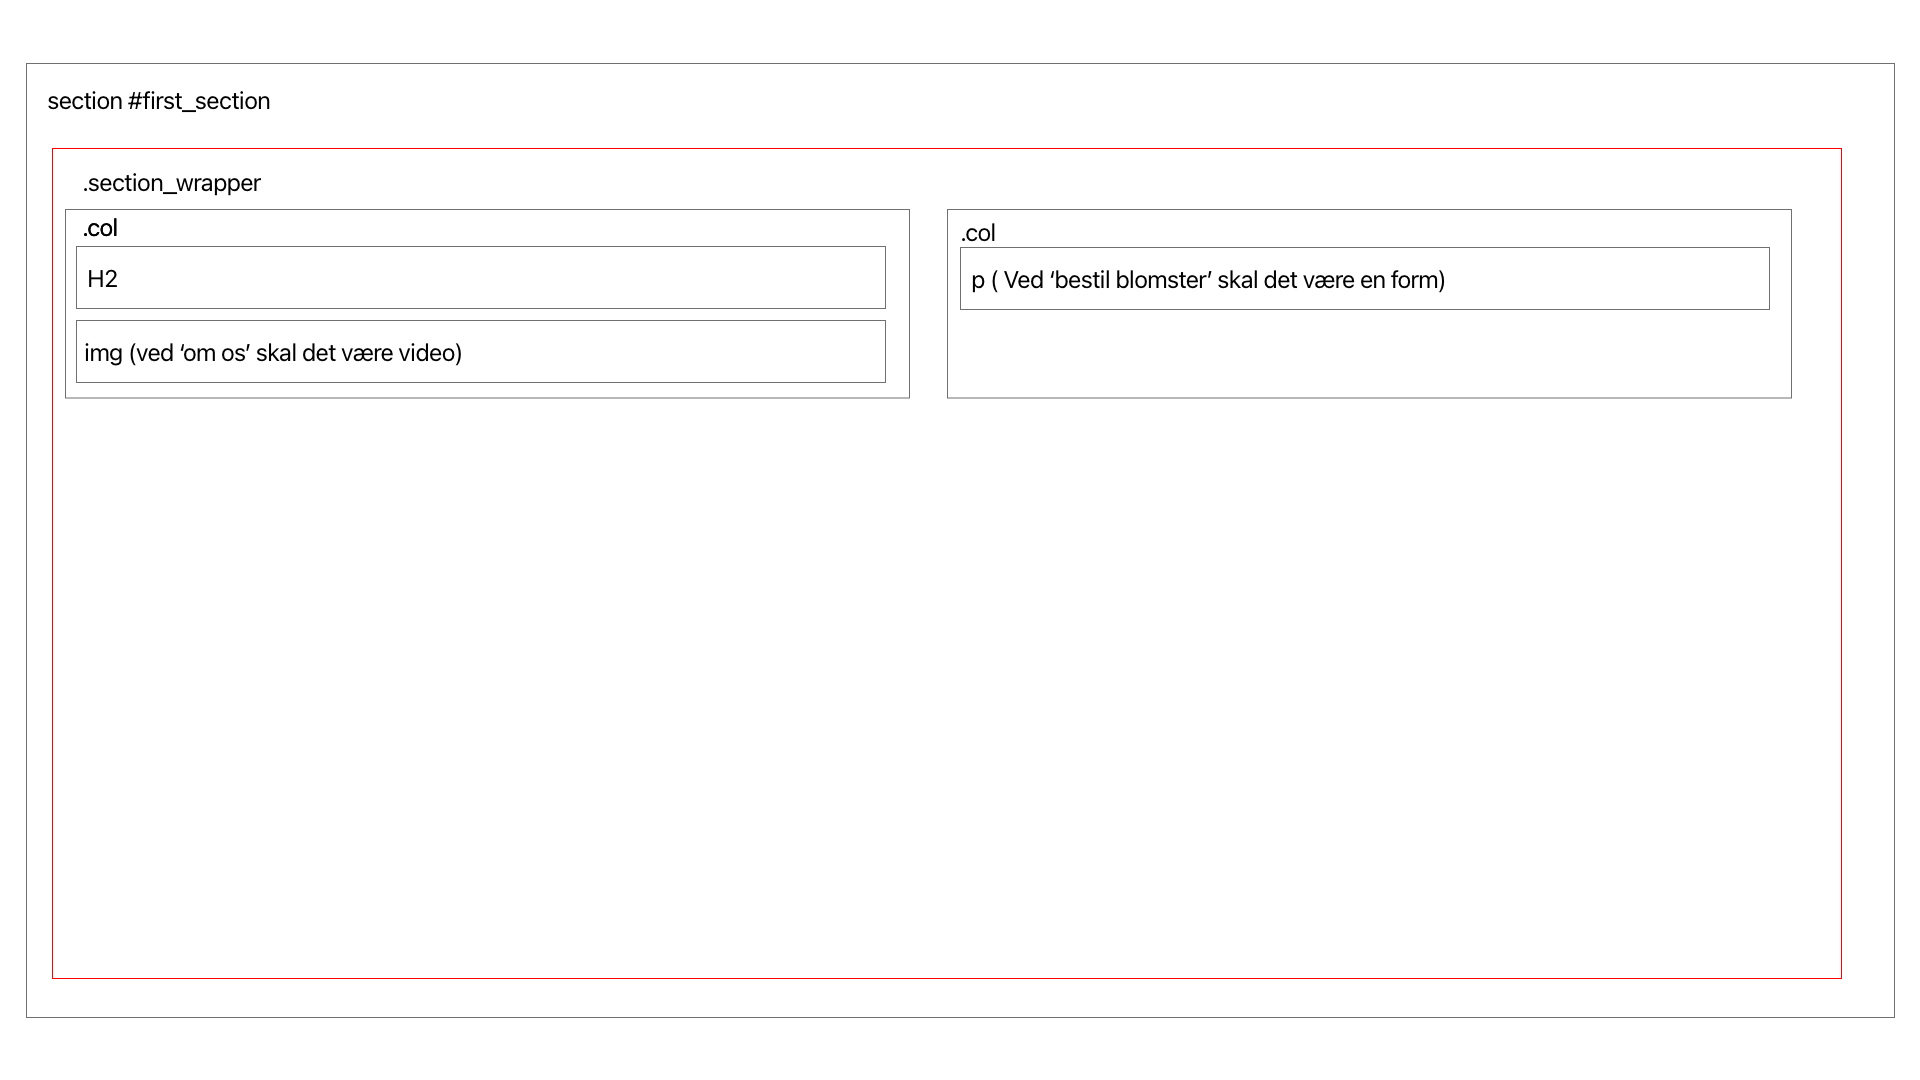 section #first_section
.section_wrapper
.col
H2
img (ved ‘om os’ skal det være video)
.col
p ( Ved ‘bestil blomster’ skal det være en form)